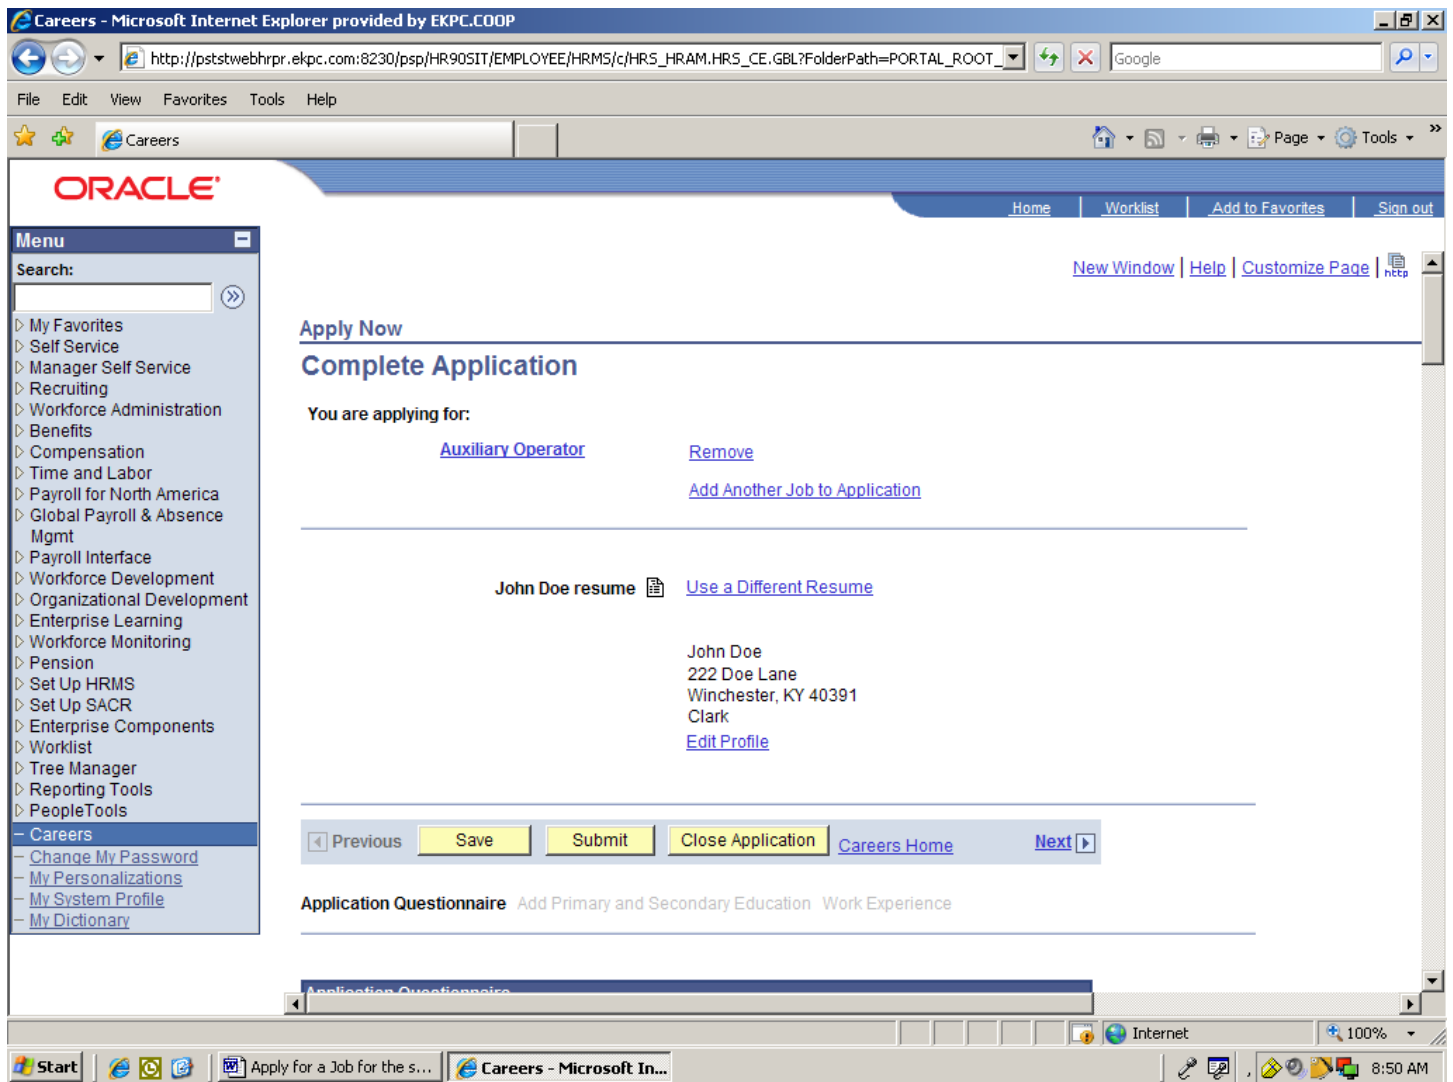 Careers - Microsoft Internet Explorer provided by EKPC.COOP
http://pststwebhrpr.ekpc.com:8230/psp/HR90SIT/EMPLOYEE/HRMS/c/HRS_HRAM.HRS_CE.GBL?FolderPath=PORTAL_ROOT_
Google
File Edit View Favorites Tools Help
Careers
Page Tools »
ORACLE
Home Worklist Add to Favorites Sign out
Menu
Search:
My Favorites
Self Service
Manager Self Service
Recruiting
Workforce Administration
Benefits
Compensation
Time and Labor
Payroll for North America
Global Payroll & Absence
Mgmt
Payroll Interface
Workforce Development
Organizational Development
Enterprise Learning
Workforce Monitoring
Pension
Set Up HRMS
Set Up SACR
Enterprise Components
Worklist
Tree Manager
Reporting Tools
PeopleTools
– Careers
– Change My Password
– My Personalizations
– My System Profile
– My Dictionary
New Window | Help | Customize Page | http
Apply Now
Complete Application
You are applying for:
Auxiliary Operator Remove
Add Another Job to Application
John Doe resume Use a Different Resume
John Doe
222 Doe Lane
Winchester, KY 40391
Clark
Edit Profile
Previous Save Submit Close Application Careers Home Next
Application Questionnaire Add Primary and Secondary Education Work Experience
Application Questionnaire
Internet 100%
Start Apply for a Job for the s... Careers - Microsoft In... 8:50 AM